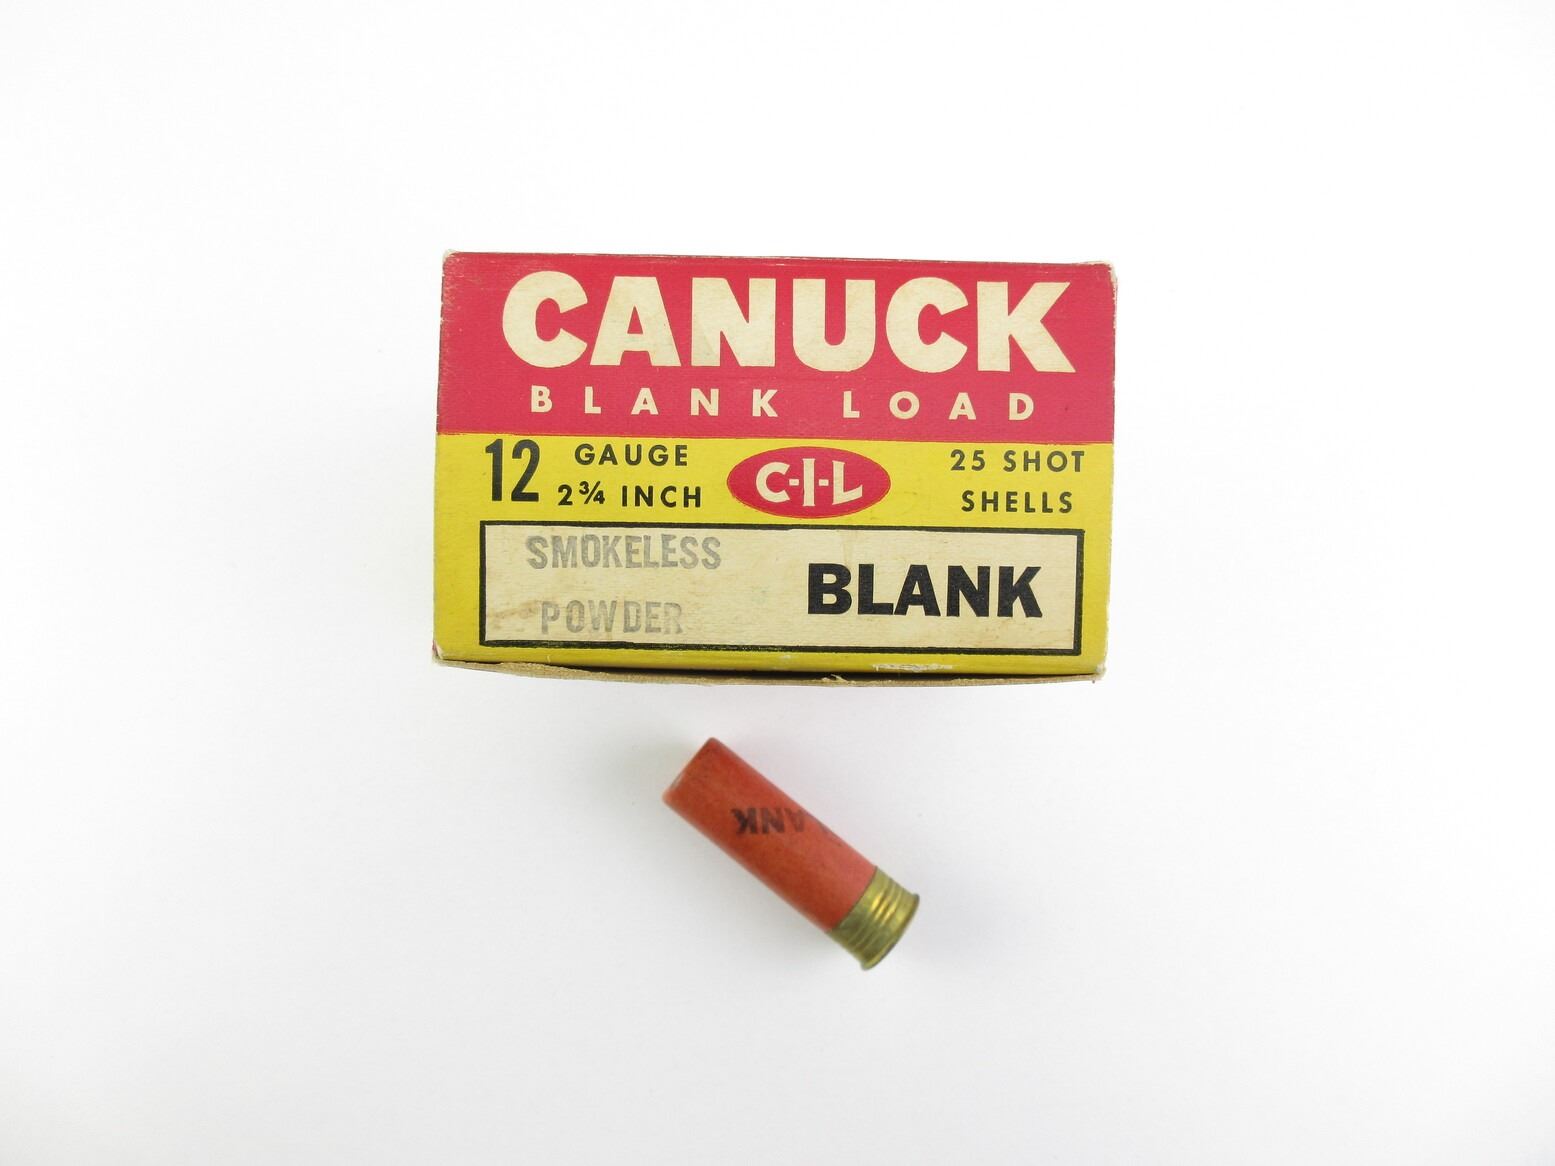 CANUCK
BLANK LOAD
12 GAUGE
2¾ INCH
C-I-L
25 SHOT
SHELLS
SMOKELESS
POWDER
BLANK